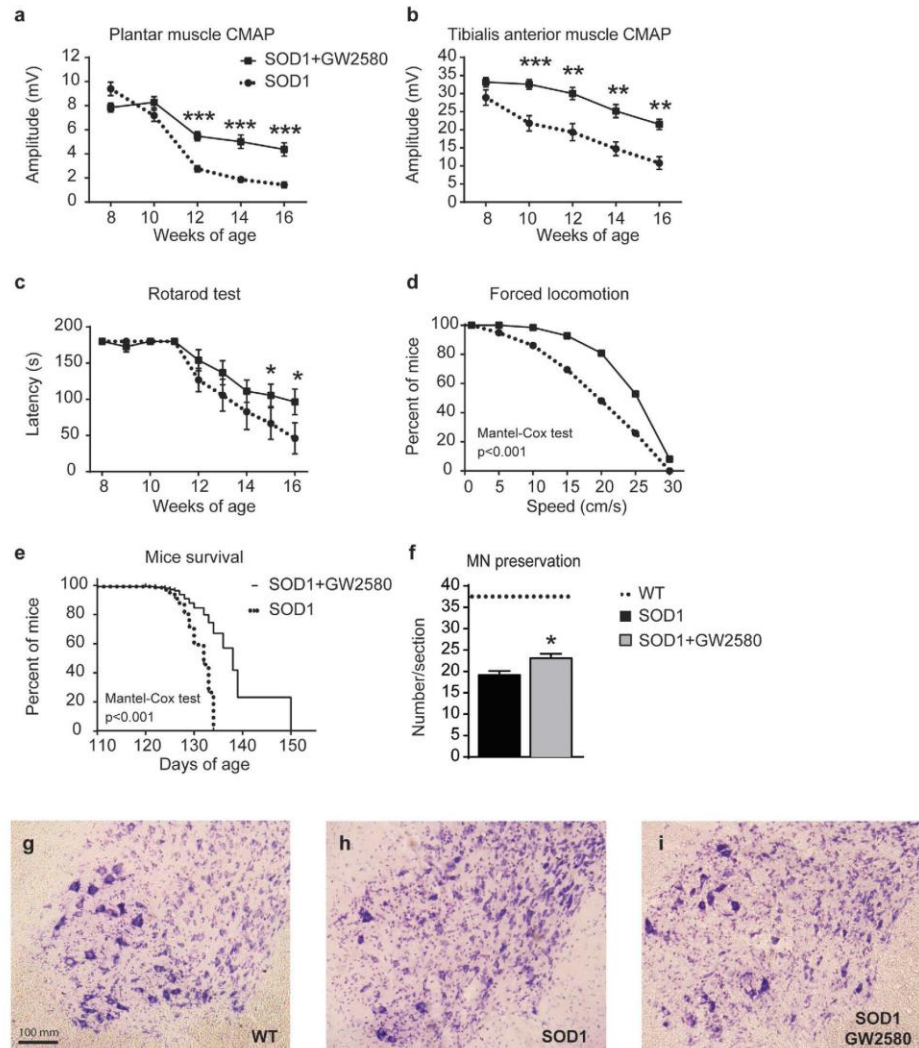 a
Plantar muscle CMAP
SOD1+GW2580
SOD1
Amplitude (mV)
12
10
8
6
4
2
0
*** *** ***
8 10 12 14 16
Weeks of age
b
Tibialis anterior muscle CMAP
Amplitude (mV)
40
35
30
25
20
15
10
5
0
*** ** ** **
8 10 12 14 16
Weeks of age
c
Rotarod test
Latency (s)
200
150
100
50
0
* *
8 10 12 14 16
Weeks of age
d
Forced locomotion
Percent of mice
100
80
60
40
20
0
Mantel-Cox test
p<0.001
0 5 10 15 20 25 30
Speed (cm/s)
e
Mice survival
SOD1+GW2580
SOD1
Percent of mice
100
80
60
40
20
0
Mantel-Cox test
p<0.001
110 120 130 140 150
Days of age
f
MN preservation
WT
SOD1
SOD1+GW2580
Number/section
40
35
30
25
20
15
10
5
0
*
g
100 mm
WT
h
SOD1
i
SOD1
GW2580